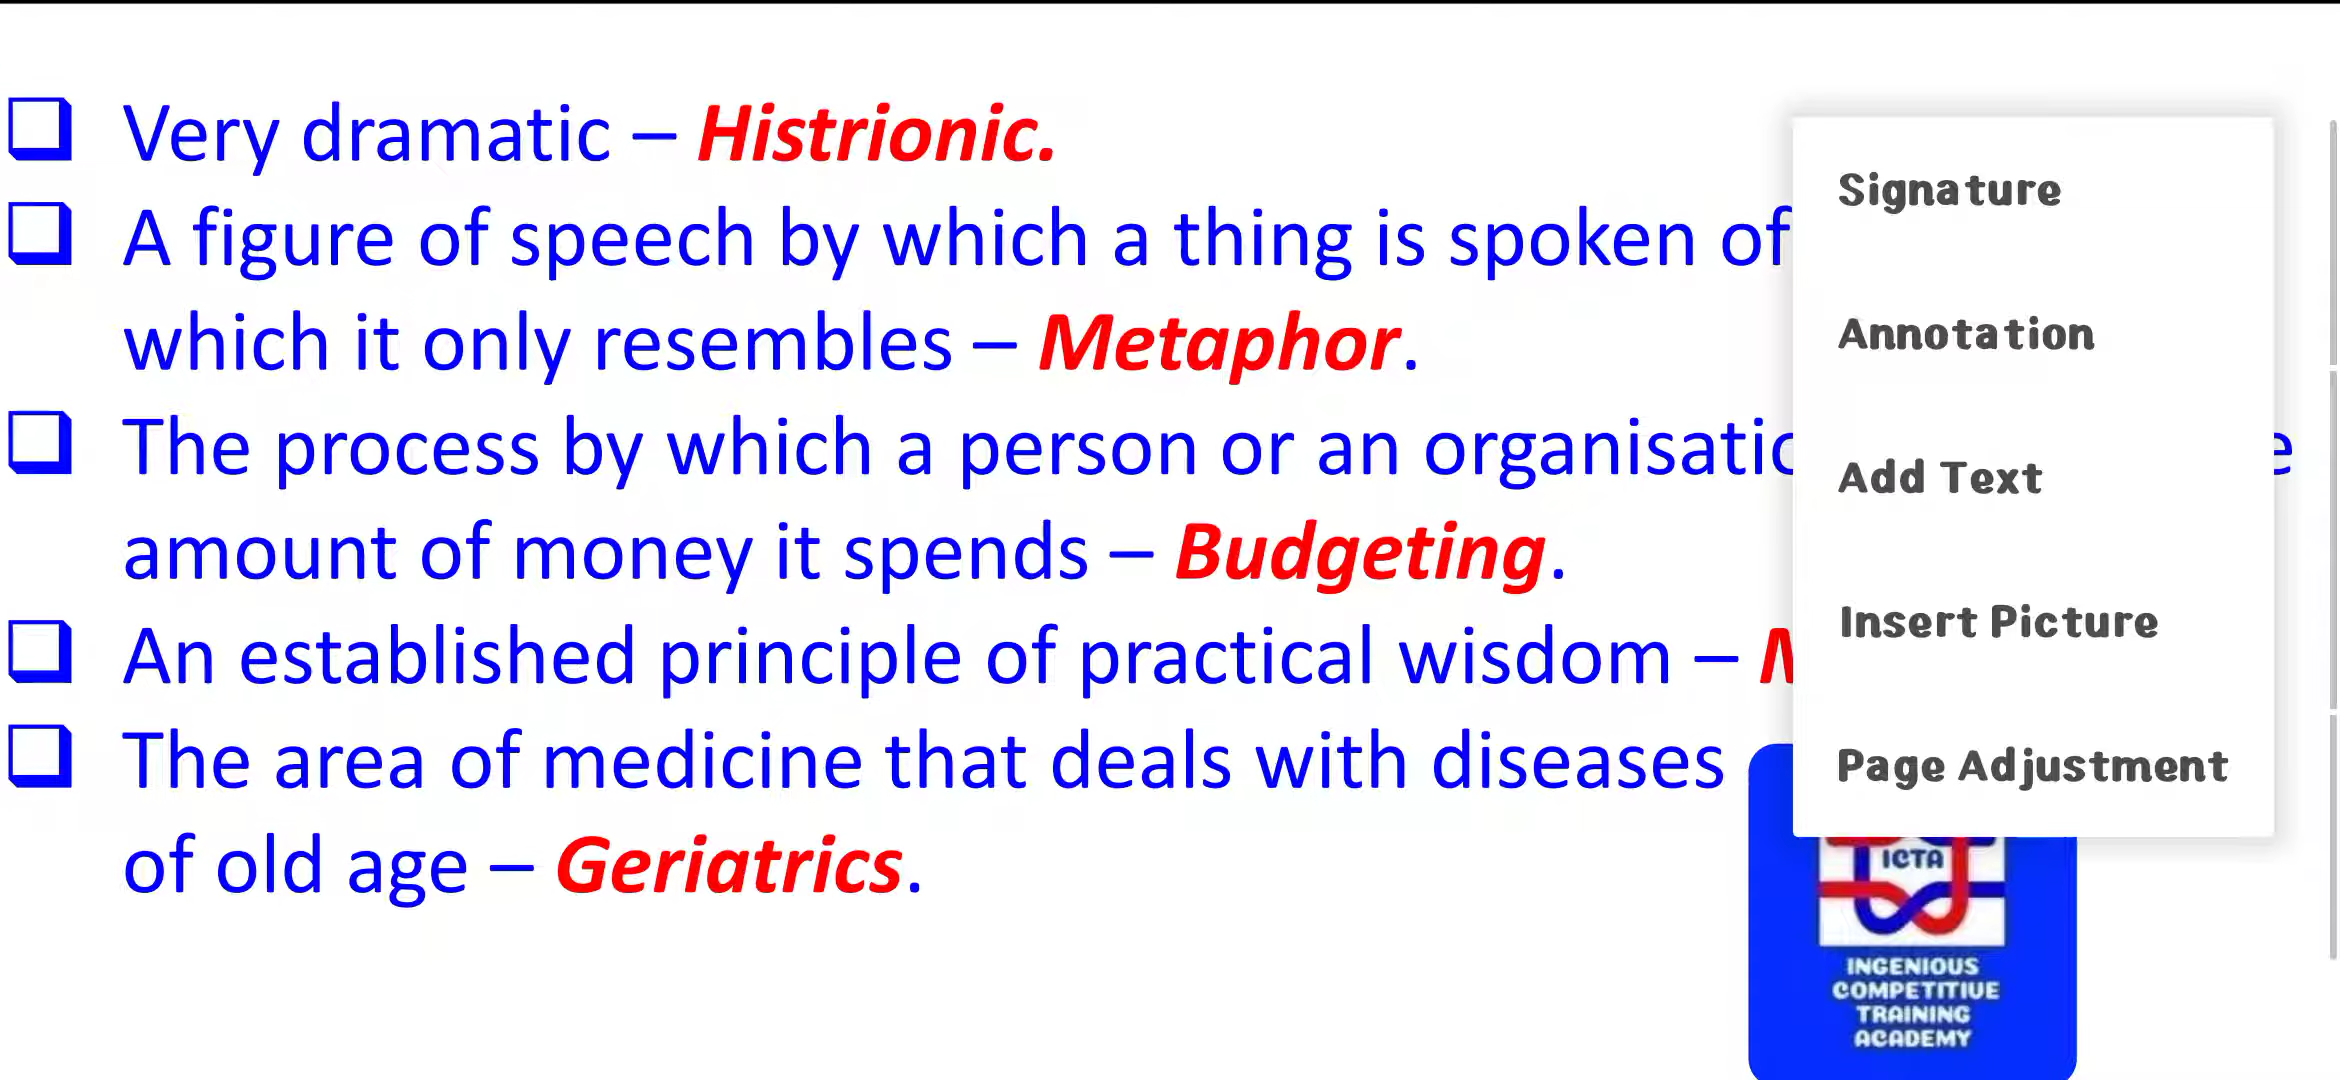 ❑ Very dramatic – Histrionic.
❑ A figure of speech by which a thing is spoken of
which it only resembles – Metaphor.
❑ The process by which a person or an
amount of money it spends – Budgeting.
❑ An established principle of practical wisdom –
❑ The area of medicine that deals with diseases
of old age – Geriatrics.
Signature
Annotation
Add Text
Insert Picture
Page Adjustment
ICTA
INGENIOUS
COMPETITIVE
TRAINING
ACADEMY